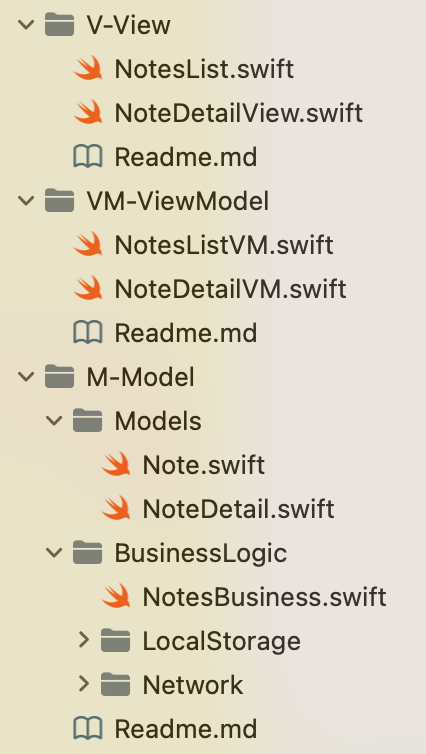 V-View
NotesList.swift
NoteDetailView.swift
Readme.md
VM-ViewModel
NotesListVM.swift
NoteDetailVM.swift
Readme.md
M-Model
Models
Note.swift
NoteDetail.swift
BusinessLogic
NotesBusiness.swift
LocalStorage
Network
Readme.md